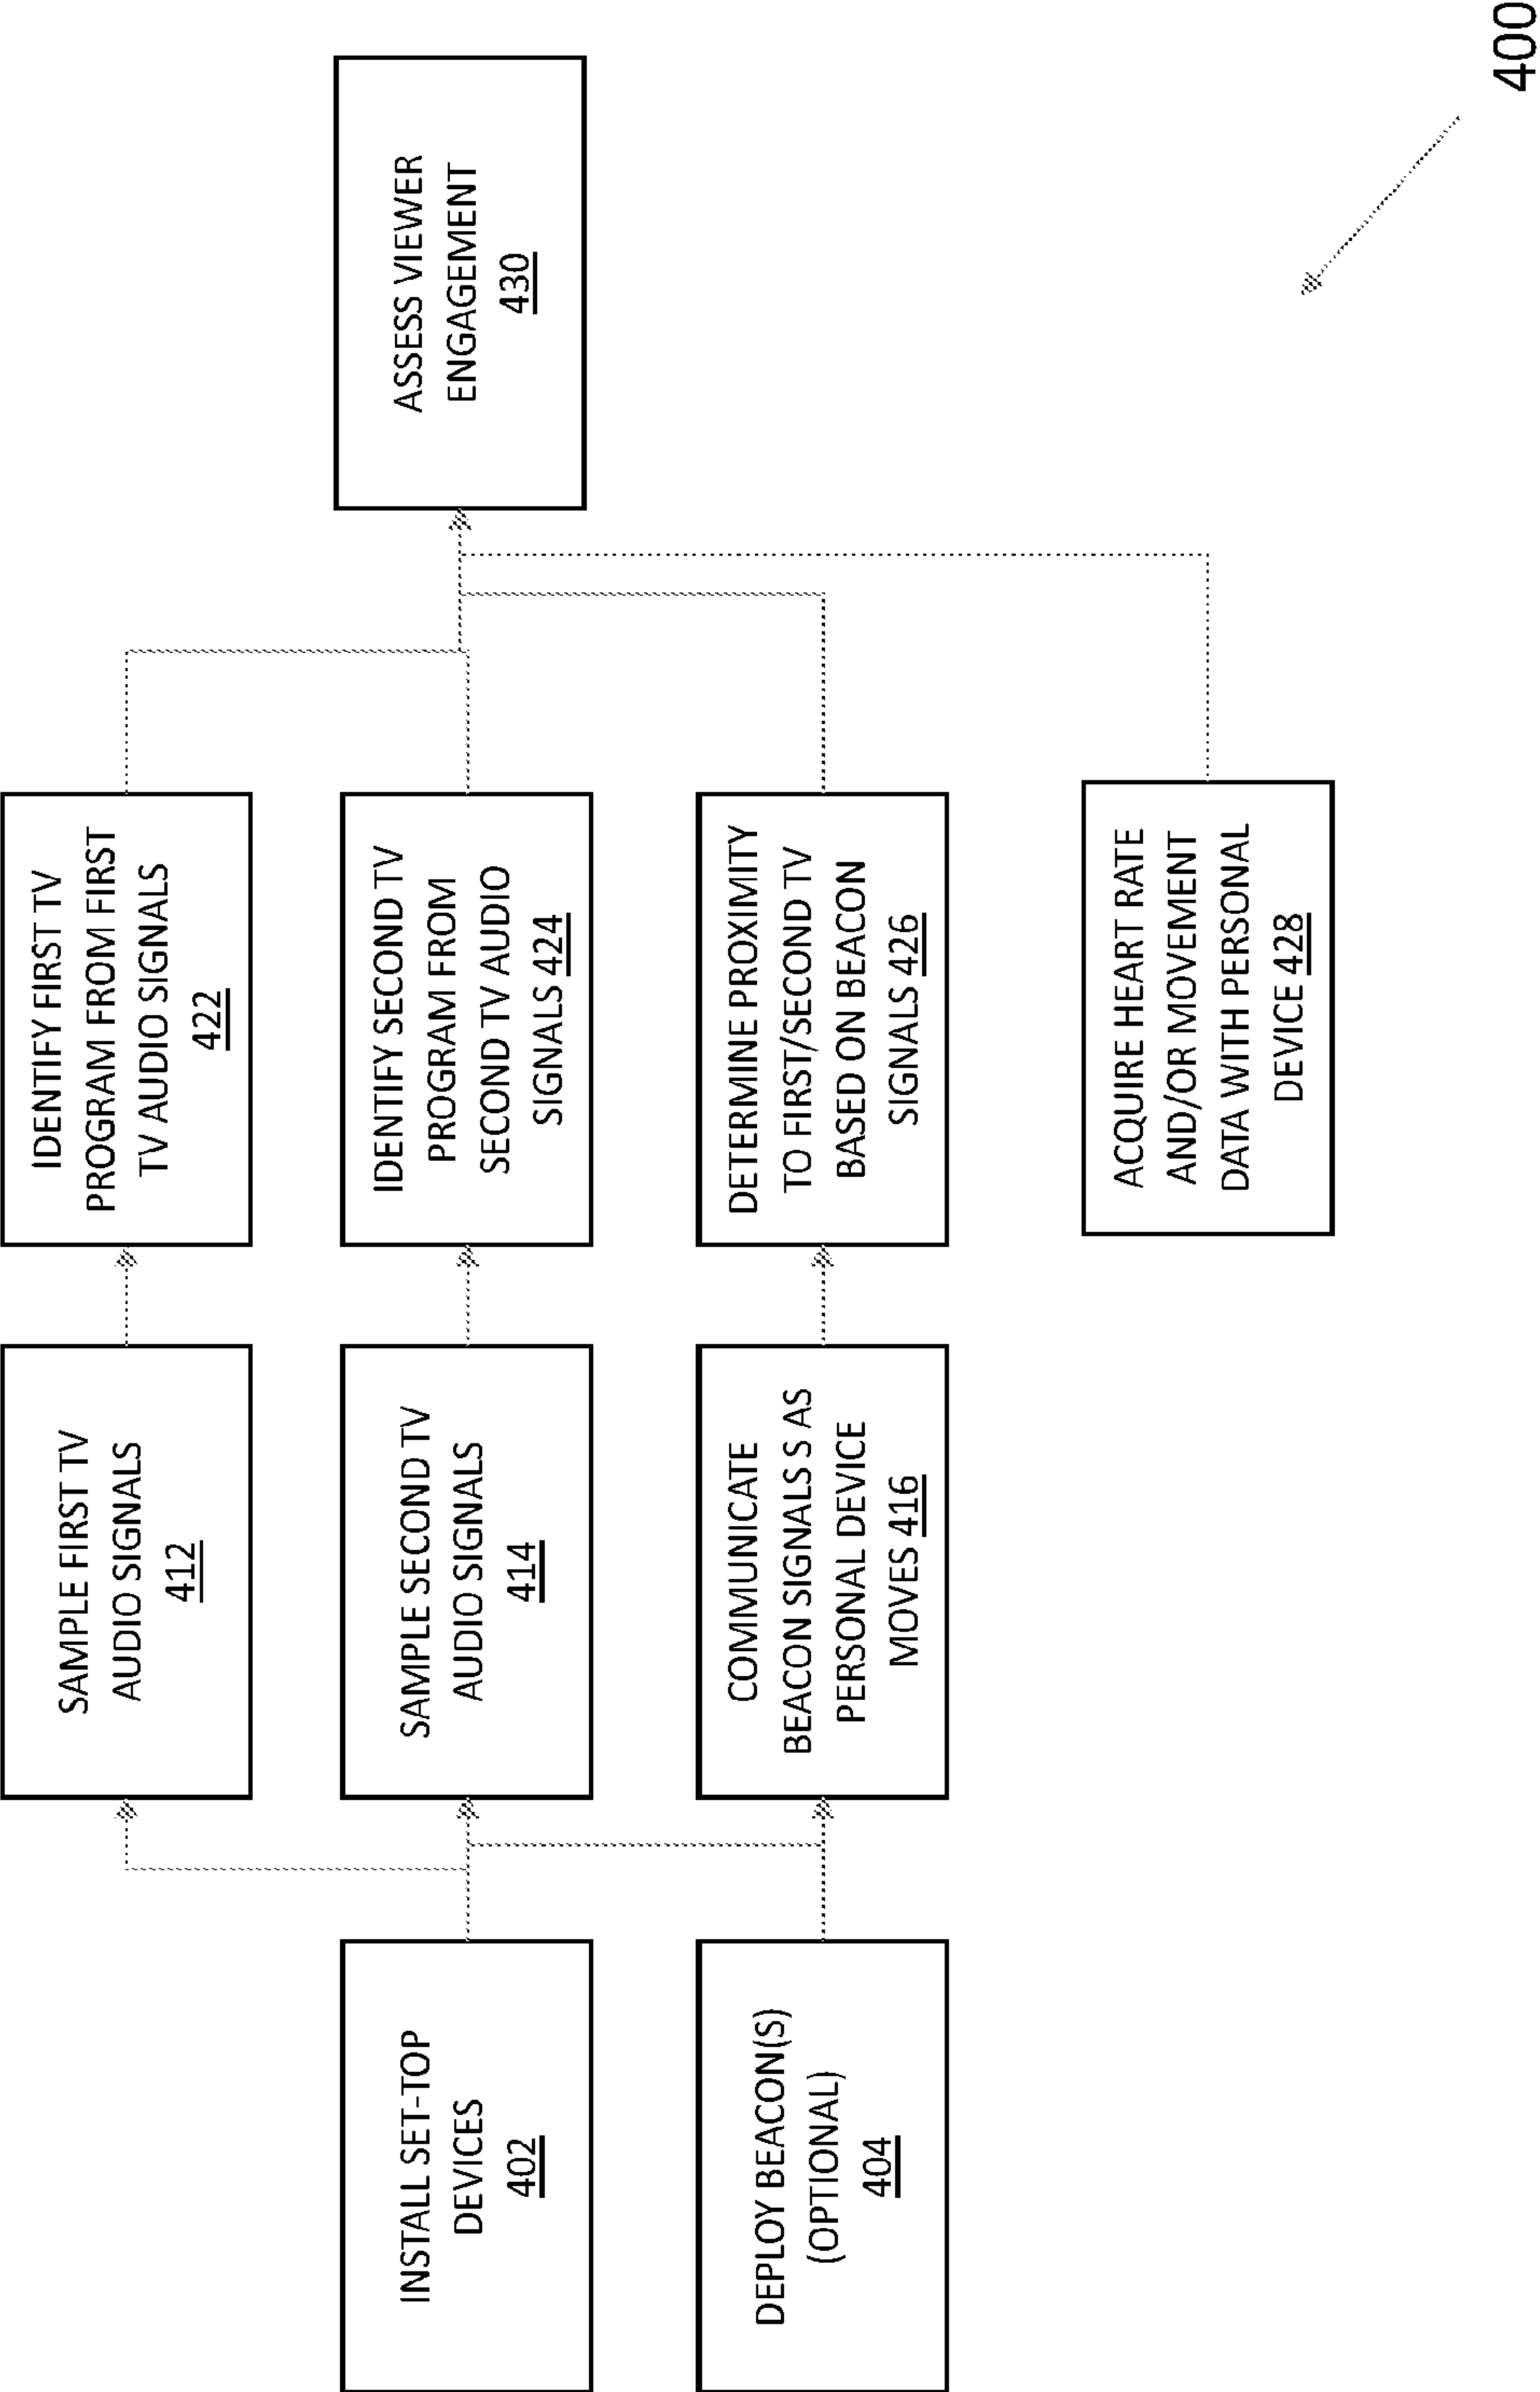 INSTALL SET-TOP
DEVICES
402
DEPLOY BEACON(S)
(OPTIONAL)
404
SAMPLE FIRST TV
AUDIO SIGNALS
412
SAMPLE SECOND TV
AUDIO SIGNALS
414
COMMUNICATE
BEACON SIGNALS S AS
PERSONAL DEVICE
MOVES 416
IDENTIFY FIRST TV
PROGRAM FROM FIRST
TV AUDIO SIGNALS
422
IDENTIFY SECOND TV
PROGRAM FROM
SECOND TV AUDIO
SIGNALS 424
DETERMINE PROXIMITY
TO FIRST/SECOND TV
BASED ON BEACON
SIGNALS 426
ACQUIRE HEART RATE
AND/OR MOVEMENT
DATA WITH PERSONAL
DEVICE 428
ASSESS VIEWER
ENGAGEMENT
430
400